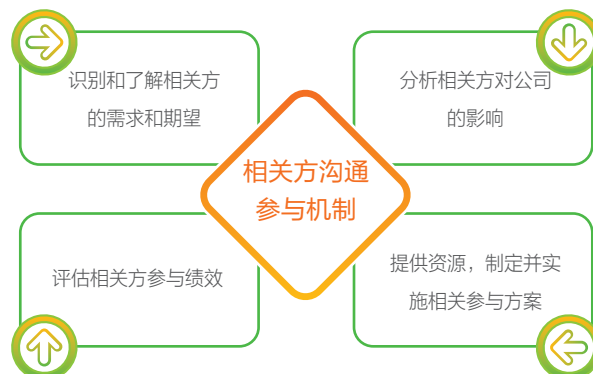 识别和了解相关方
的需求和期望
分析相关方对公司
的影响
相关方沟通
参与机制
评估相关方参与绩效
提供资源，制定并实
施相关参与方案